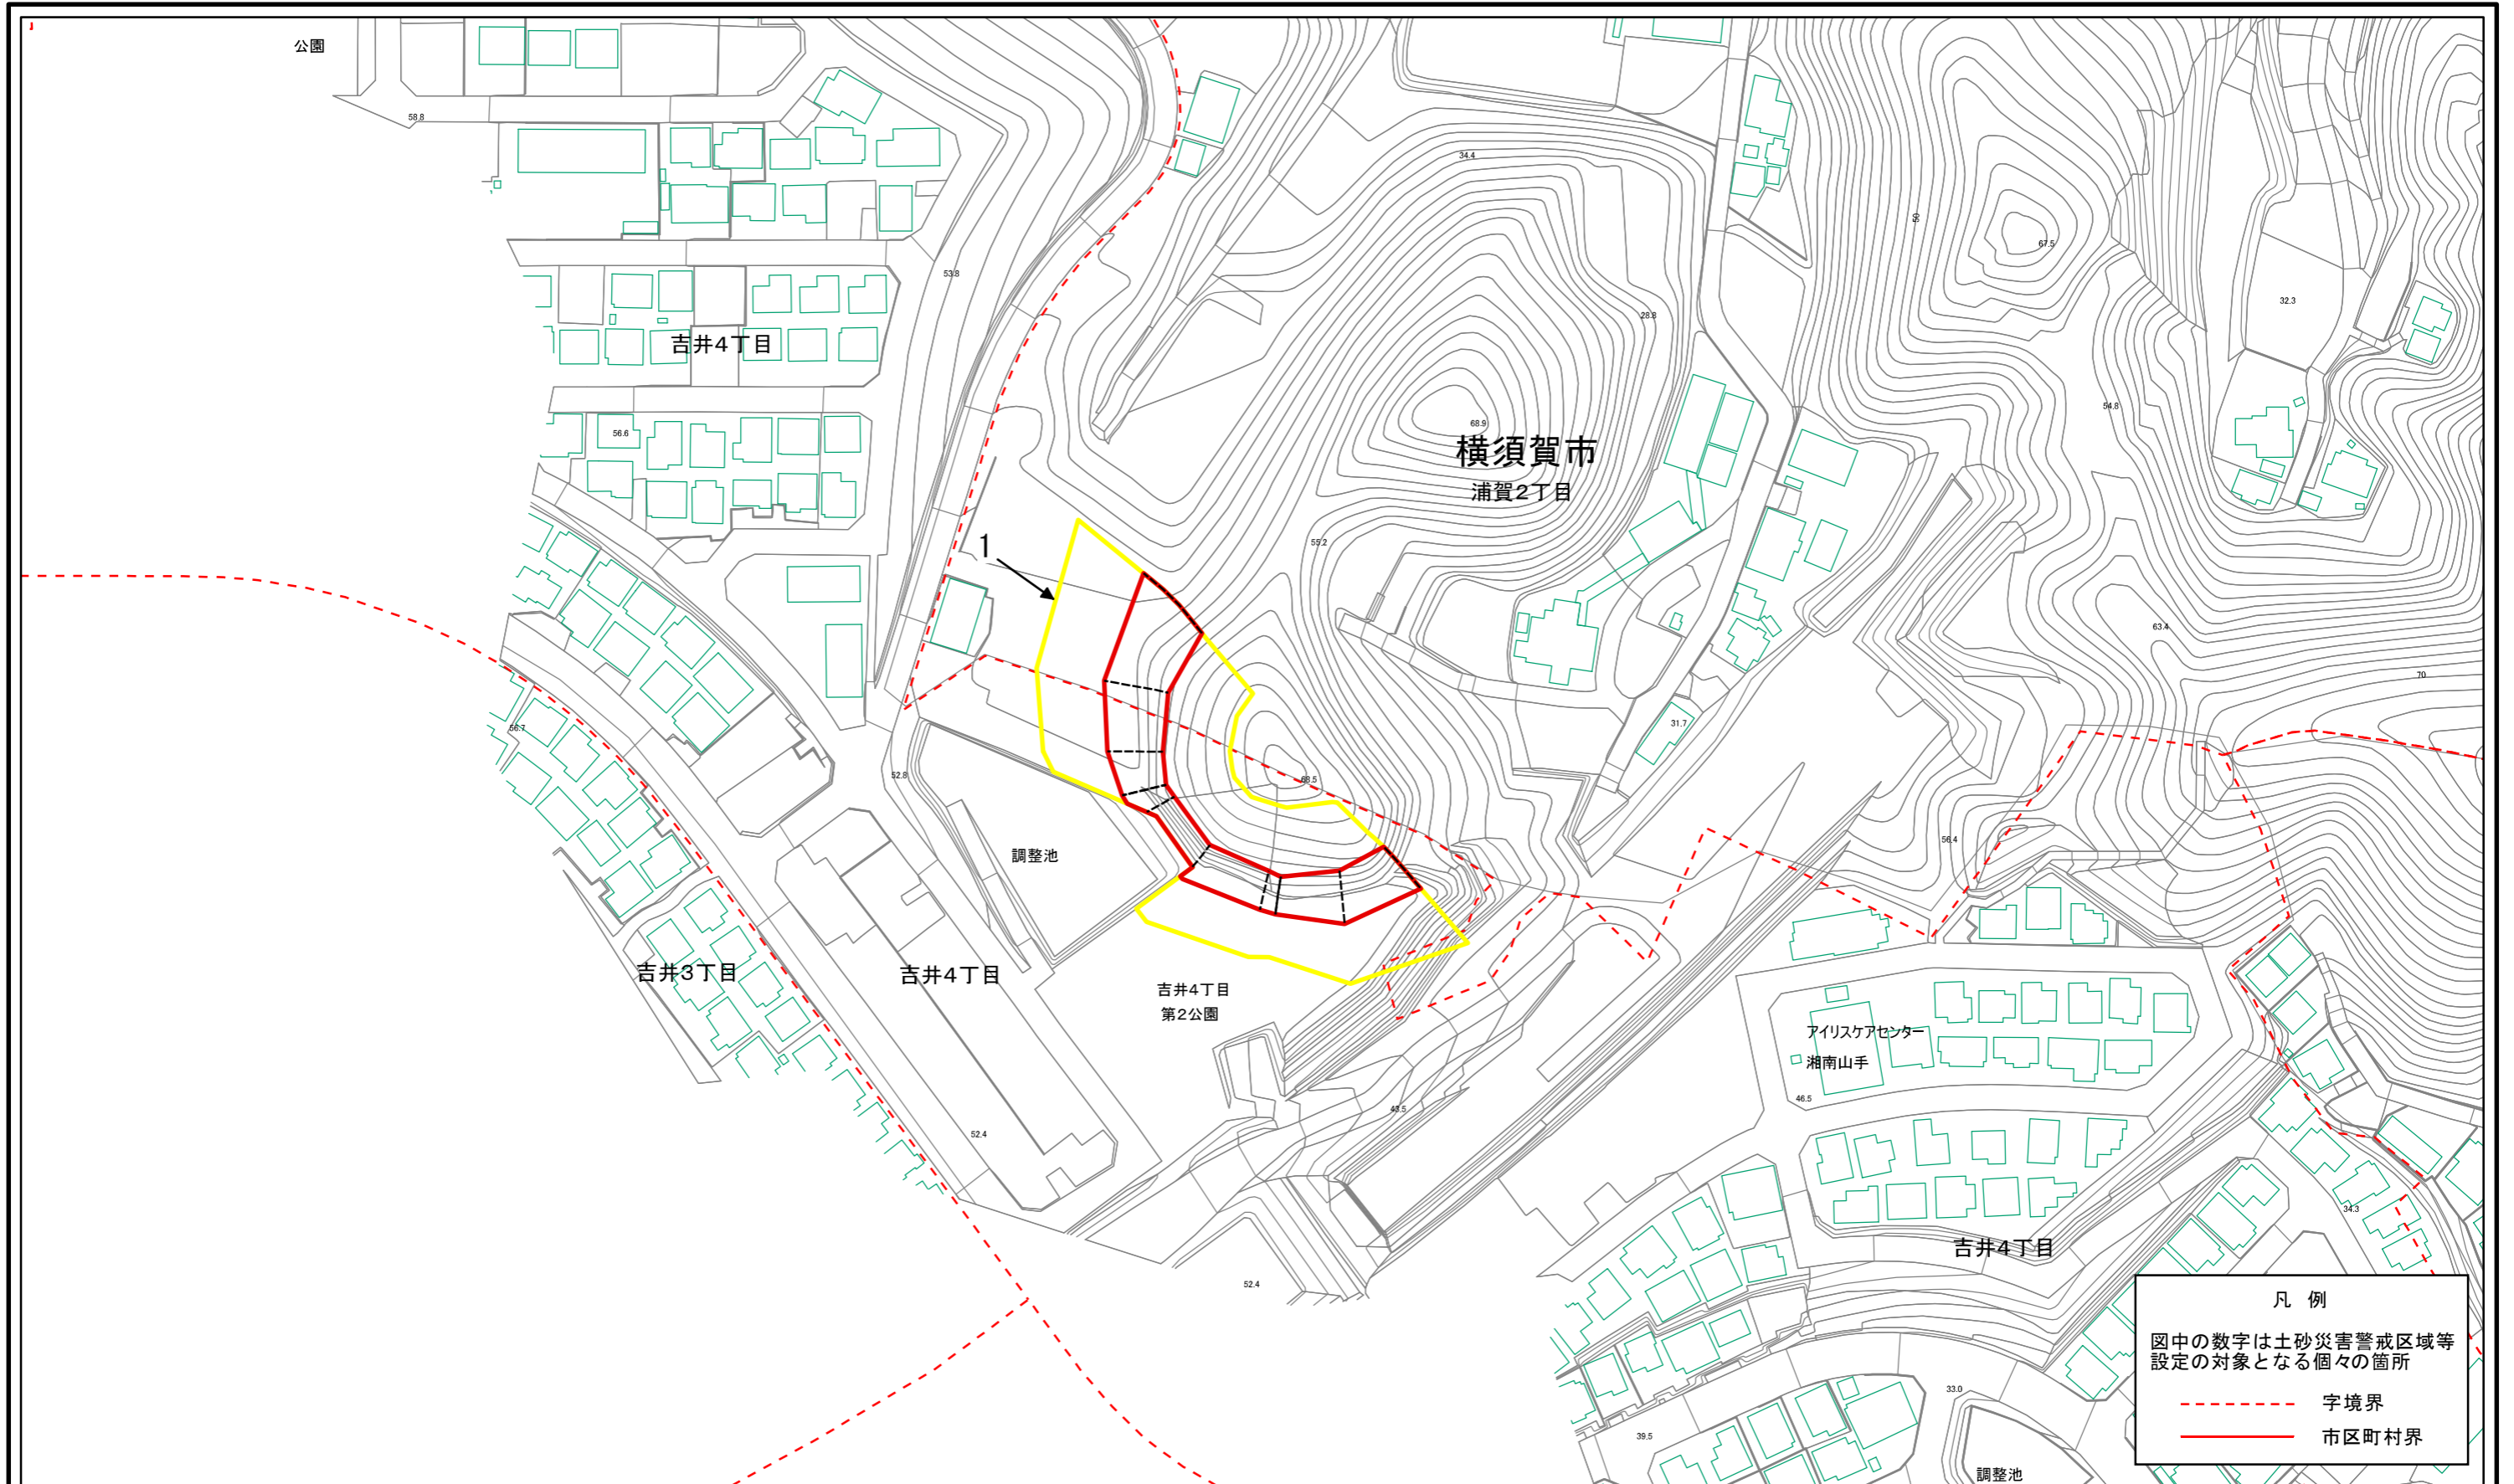 公園
58.8
34.4
50
67.5
53.8
32.3
28.8
吉井4丁目
54.8
68.9
56.6
横須賀市
浦賀2丁目
1
55.2
63.4
70
56.7
31.7
52.8
68.5
56.4
調整池
吉井3丁目
吉井4丁目
吉井4丁目
第2公園
アイリスケアセンター
湘南山手
46.5
43.5
52.4
34.3
吉井4丁目
52.4
凡 例
図中の数字は土砂災害警戒区域等
設定の対象となる個々の箇所
字境界
市区町村界
33.0
39.5
調整池